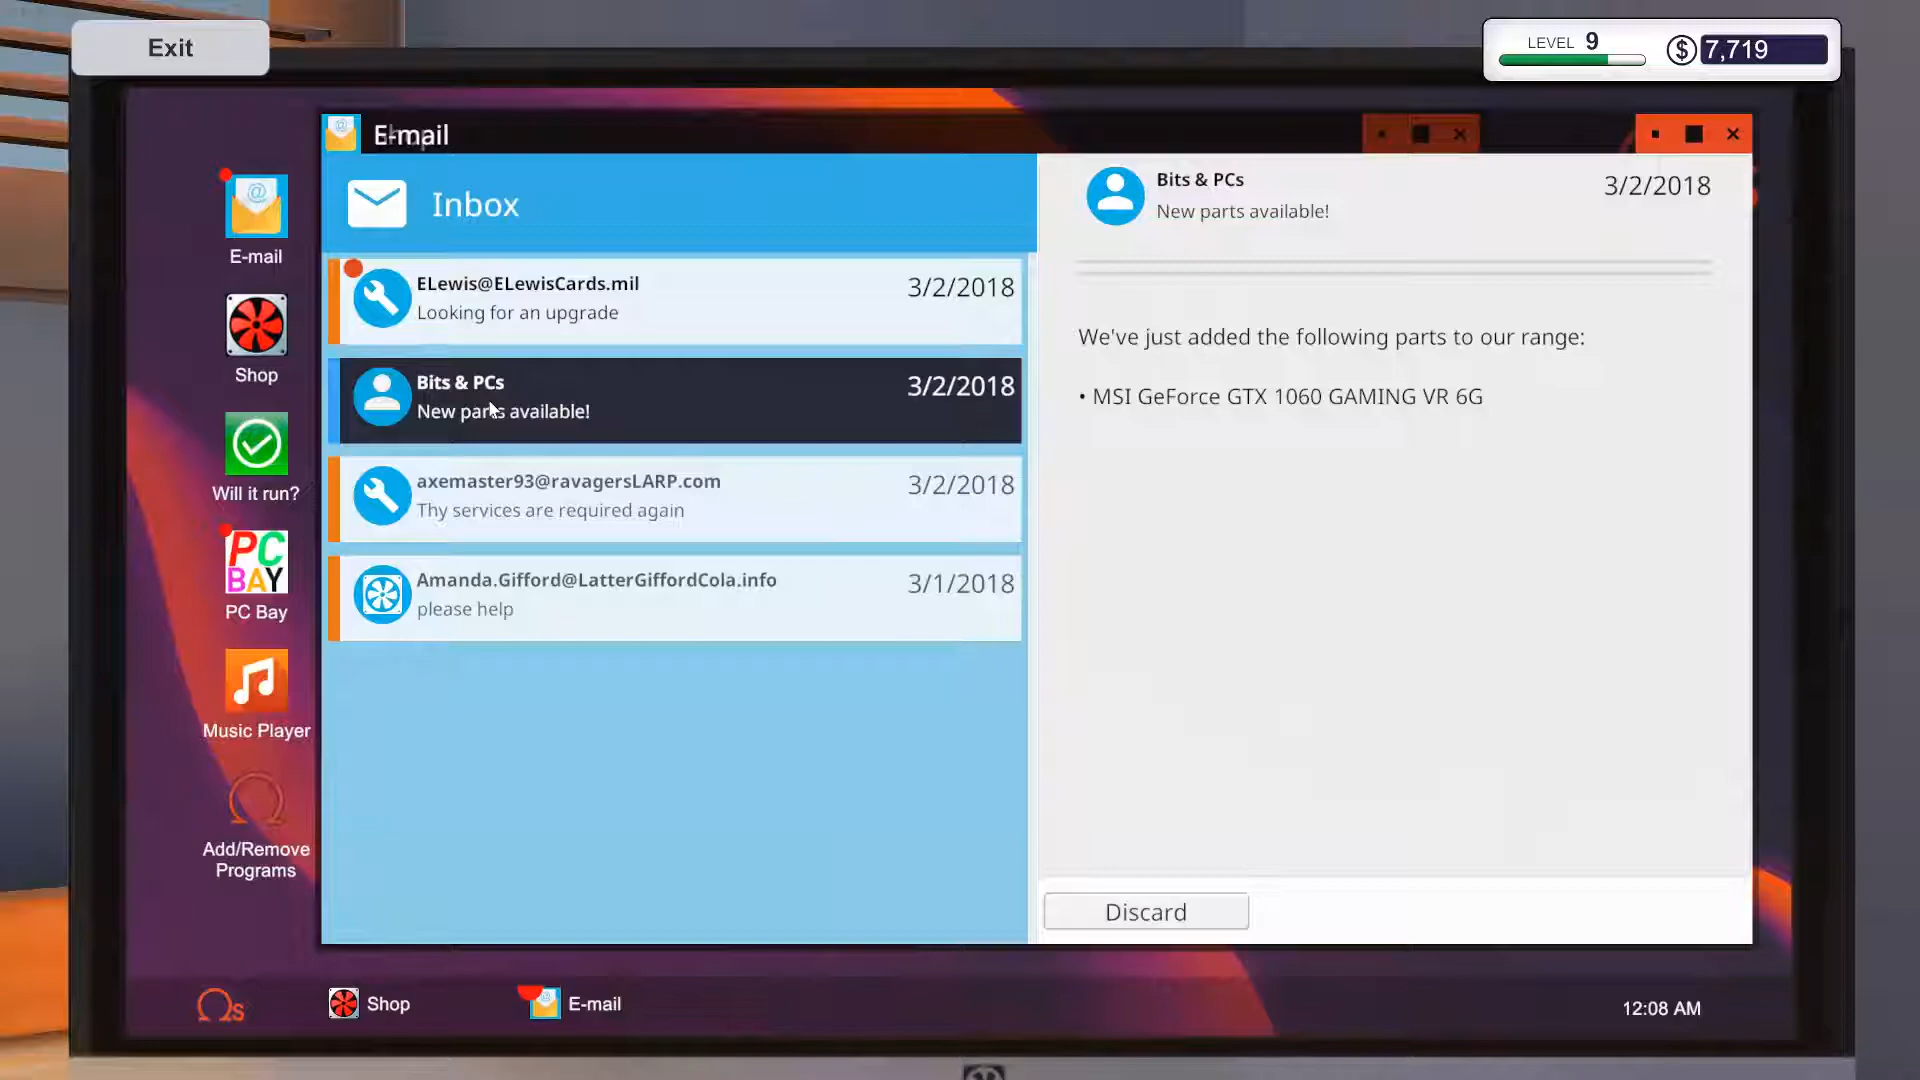 Exit
LEVEL 9
$ 7,719
E-mail
Inbox
ELewis@ELewisCards.mil
3/2/2018
Looking for an upgrade
Bits & PCs
3/2/2018
New parts available!
axemaster93@ravagersLARP.com
3/2/2018
Thy services are required again
Amanda.Gifford@LatterGiffordCola.info
3/1/2018
please help
Bits & PCs
3/2/2018
New parts available!
We've just added the following parts to our range:
• MSI GeForce GTX 1060 GAMING VR 6G
Discard
E-mail
Shop
Will it run?
PC
BAY
PC Bay
Music Player
Add/Remove
Programs
Ωs
Shop
E-mail
12:08 AM